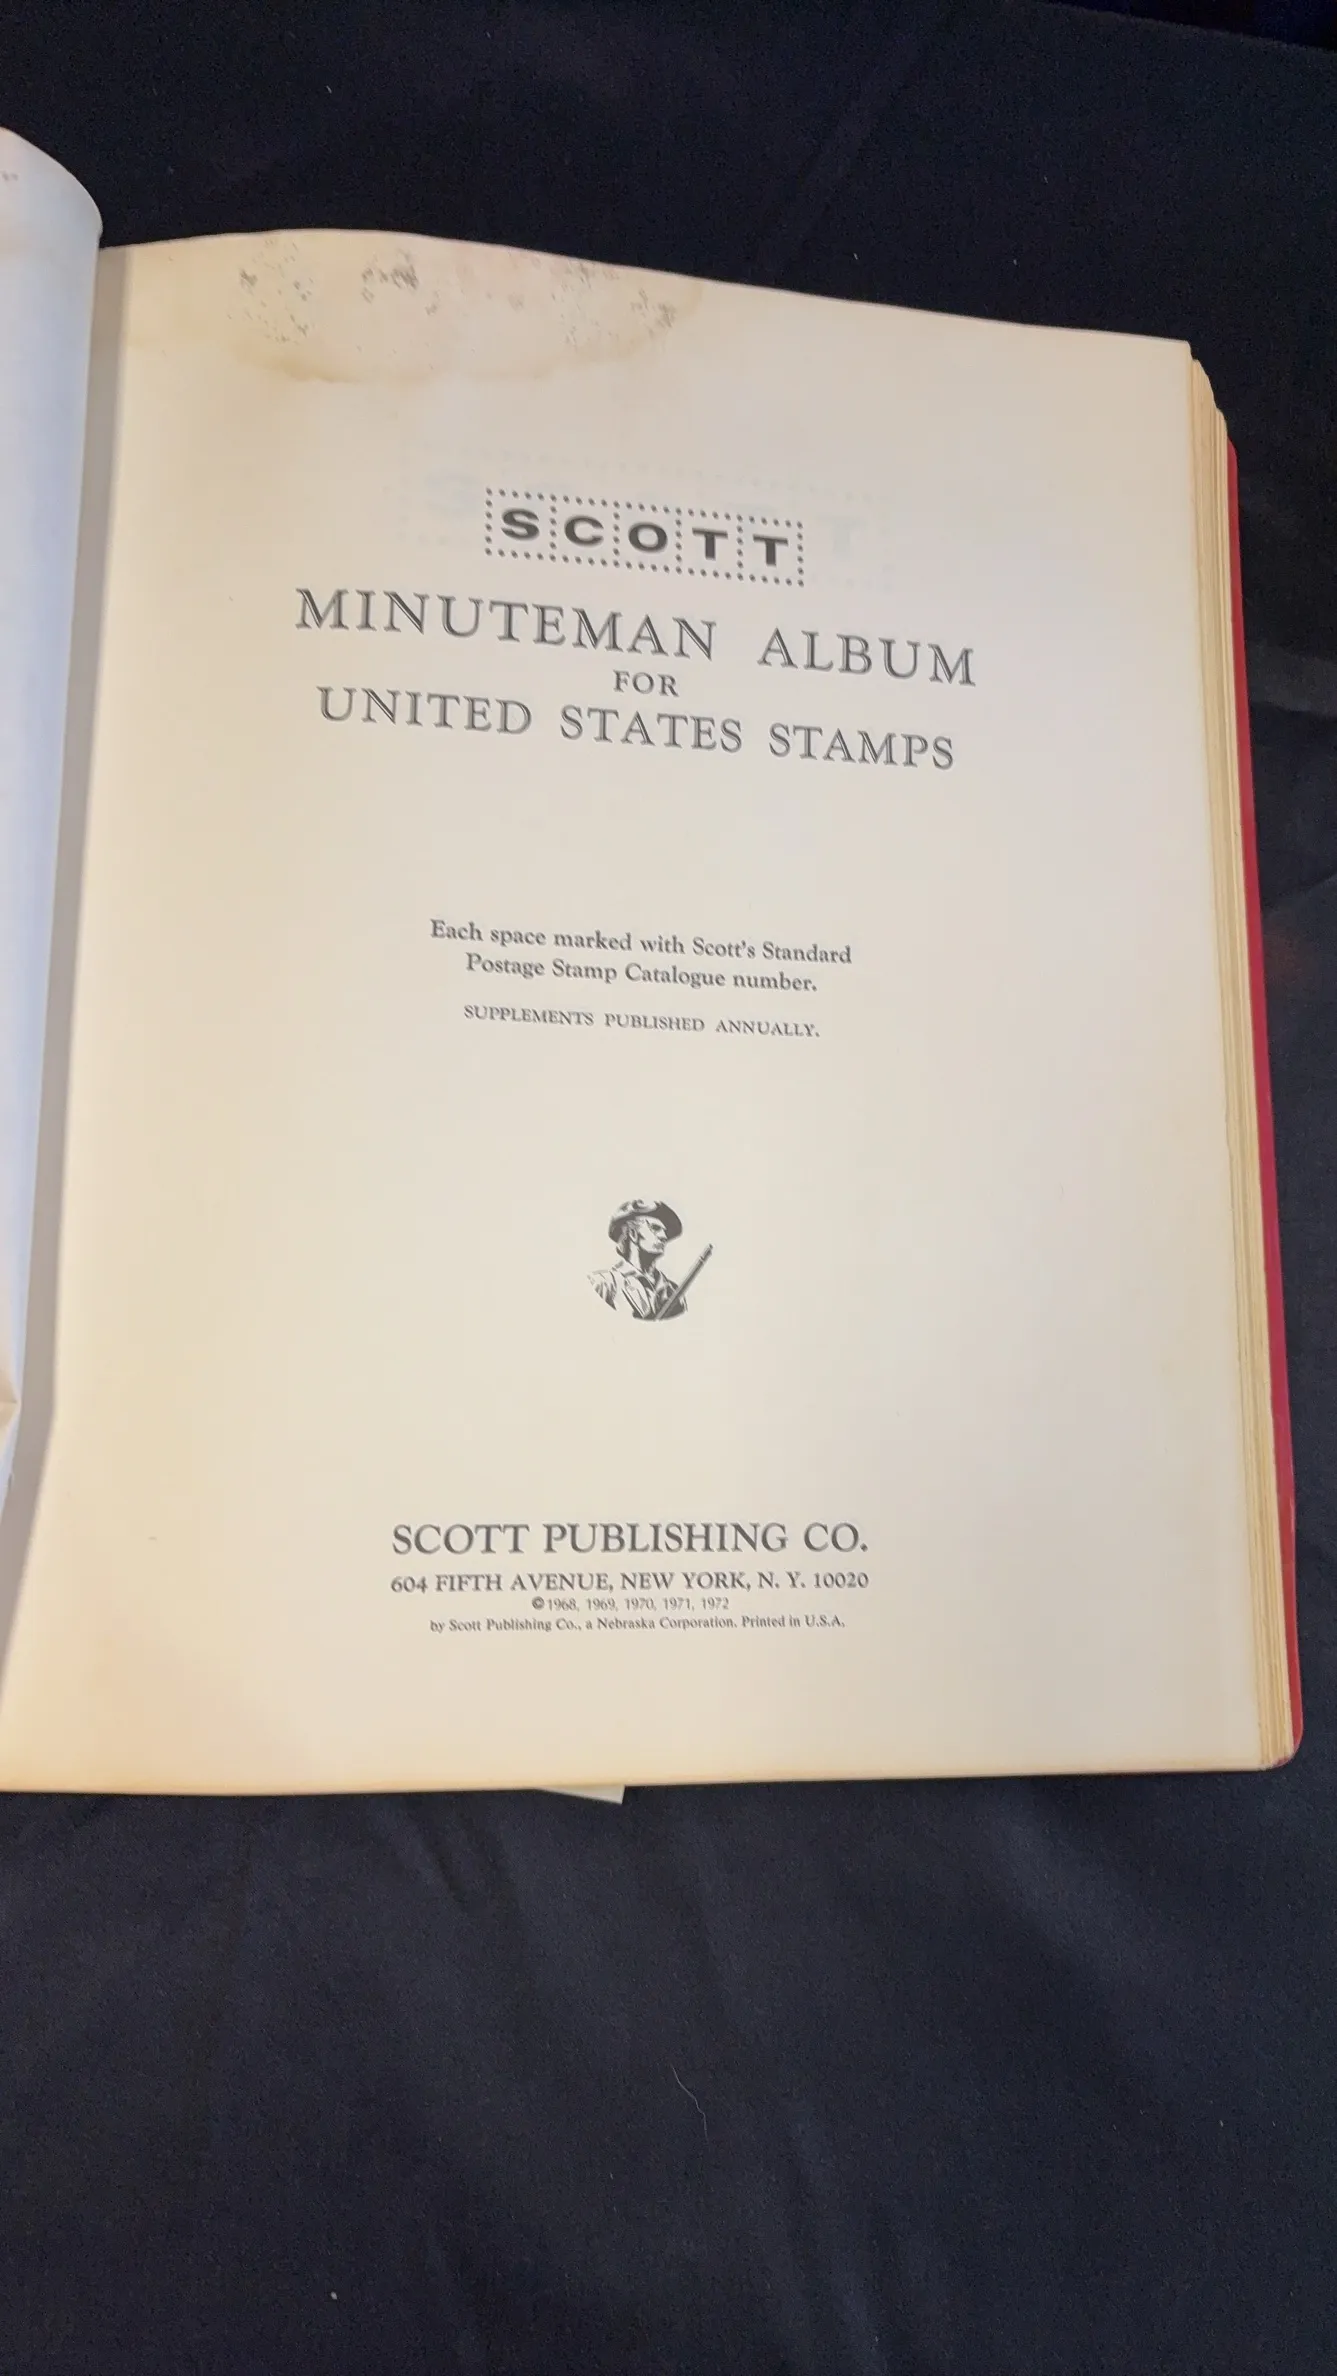 SCOTT
MINUTEMAN ALBUM
FOR
UNITED STATES STAMPS
Each space marked with Scott's Standard
Postage Stamp Catalogue number.
SUPPLEMENTS PUBLISHED ANNUALLY.
SCOTT PUBLISHING CO.
604 FIFTH AVENUE, NEW YORK, N. Y. 10020
© 1968, 1969, 1970, 1971, 1972
by Scott Publishing Co., a Nebraska Corporation. Printed in U.S.A.